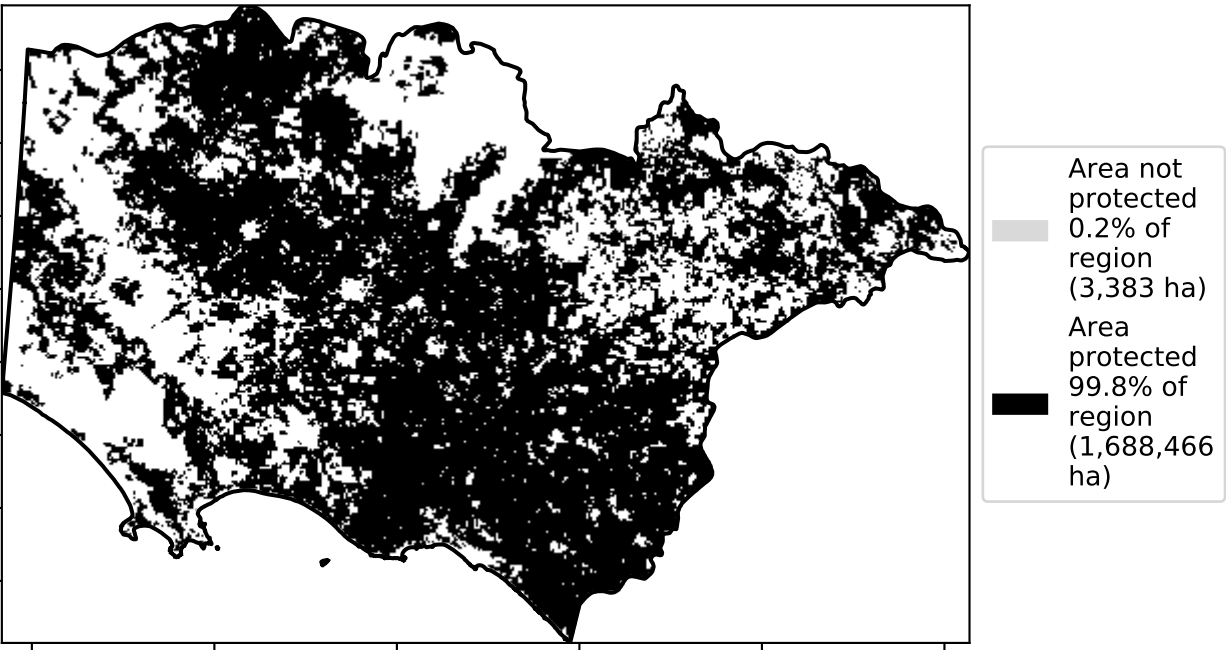 Area not
protected
0.2% of
region
(3,383 ha)
Area
protected
99.8% of
region
(1,688,466
ha)